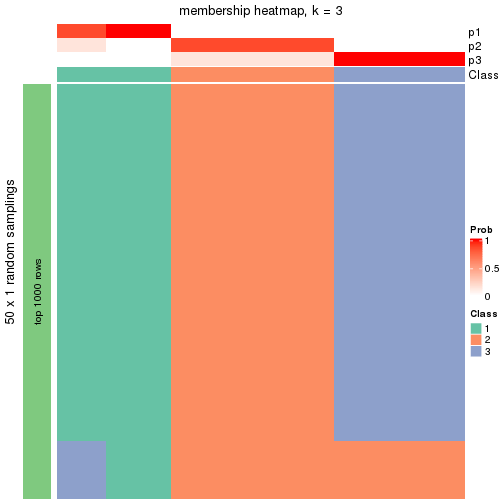 membership heatmap, k = 3
p1
p2
p3
Class
50 x 1 random samplings
top 1000 rows
Prob
1
0.5
0
Class
1
2
3